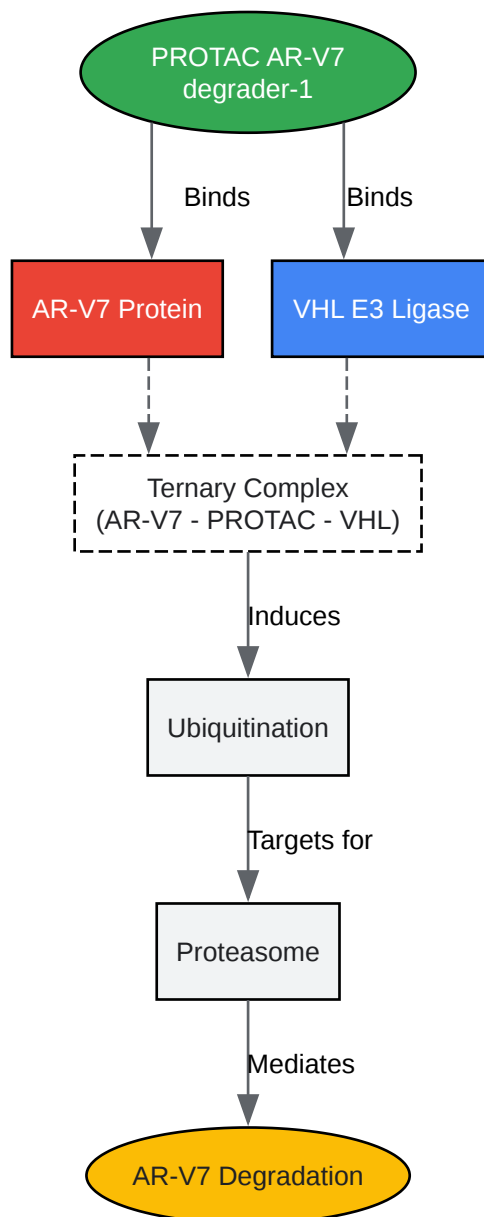 PROTAC AR-V7
degrader-1
Binds
Binds
AR-V7 Protein
VHL E3 Ligase
Ternary Complex
(AR-V7 - PROTAC - VHL)
Induces
Ubiquitination
Targets for
Proteasome
Mediates
AR-V7 Degradation